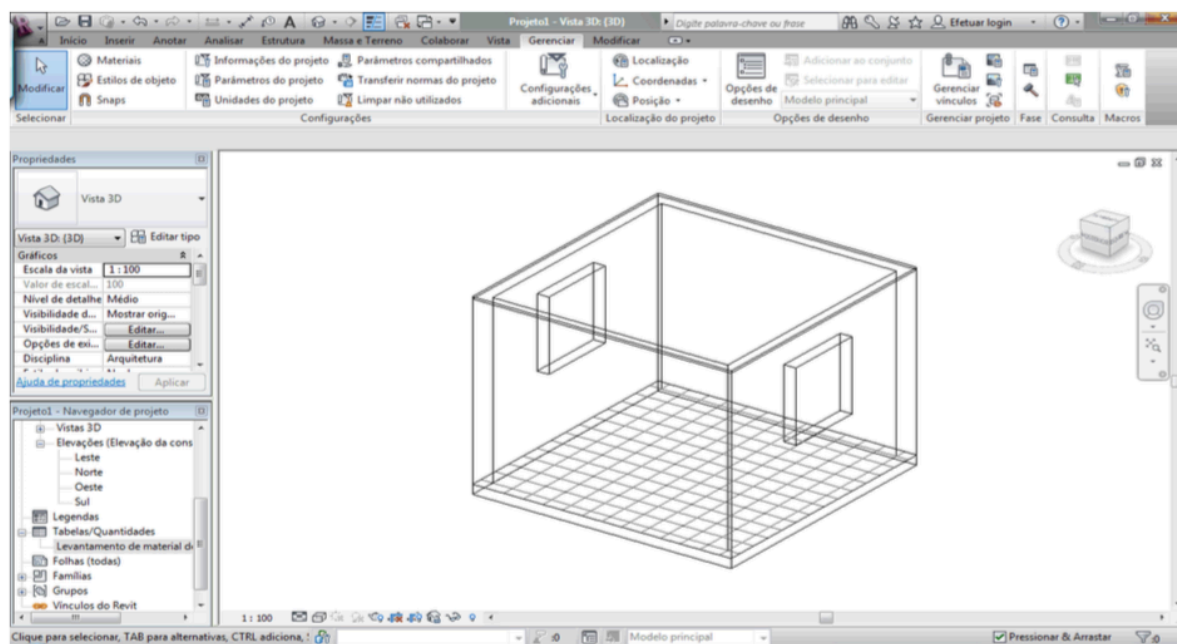 Projeto1 - Vista 3D: {3D}
Digite palavra-chave ou frase
Efetuar login
Início Inserir Anotar Analisar Estrutura Massa e Terreno Colaborar Vista Gerenciar Modificar
Modificar
Materiais
Estilos de objeto
Snaps
Informações do projeto
Parâmetros do projeto
Unidades do projeto
Parâmetros compartilhados
Transferir normas do projeto
Limpar não utilizados
Configurações
adicionais
Localização
Coordenadas
Posição
Opções de
desenho
Adicionar ao conjunto
Selecionar para editar
Modelo principal
Gerenciar
vínculos
Selecionar Configurações Localização do projeto Opções de desenho Gerenciar projeto Fase Consulta Macros
Propriedades
Vista 3D
Vista 3D: {3D} Editar tipo
Gráficos
Escala da vista 1 : 100
Valor de escal... 100
Nível de detalhe Médio
Visibilidade d... Mostrar orig...
Visibilidade/S... Editar...
Opções de exi... Editar...
Disciplina Arquitetura
Ajuda de propriedades Aplicar
Projeto1 - Navegador de projeto
Vistas 3D
Elevações (Elevação da cons
Leste
Norte
Oeste
Sul
Legendas
Tabelas/Quantidades
Levantamento de material de
Folhas (todas)
Famílias
Grupos
Vínculos do Revit
1 : 100
Clique para selecionar, TAB para alternativas, CTRL adiciona, :0 Modelo principal Pressionar & Arrastar :0